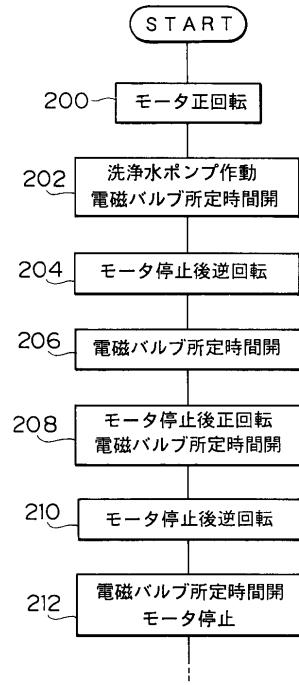 START
200
モータ正回転
202
洗浄水ポンプ作動
電磁バルブ所定時間開
204
モータ停止後逆回転
206
電磁バルブ所定時間開
208
モータ停止後正回転
電磁バルブ所定時間開
210
モータ停止後逆回転
212
電磁バルブ所定時間開
モータ停止